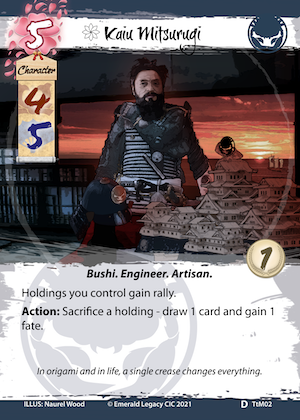 5
Kaiu Mitsurugi
Character
4
5
1
Bushi. Engineer. Artisan.
Holdings you control gain rally.
Action: Sacrifice a holding - draw 1 card and gain 1
fate.
In origami and in life, a single crease changes everything.
ILLUS: Naurel Wood © Emerald Legacy CIC 2021 D TtM02